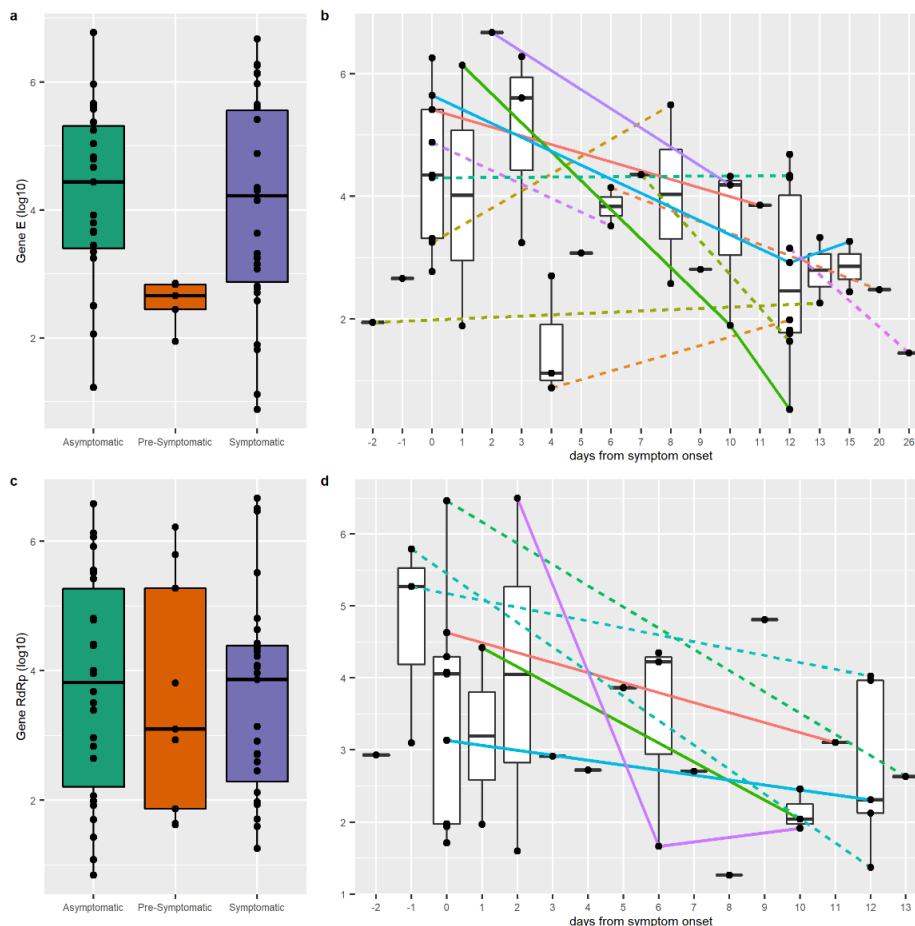 a
b
Gene E (log10)
6
4
2
Asymptomatic Pre-Symptomatic Symptomatic
6
4
2
-2 -1 0 1 2 3 4 5 6 7 8 9 10 11 12 13 15 20 26
days from symptom onset
c
d
Gene RdRp (log10)
6
4
2
Asymptomatic Pre-Symptomatic Symptomatic
6
5
4
3
2
1
-2 -1 0 1 2 3 4 5 6 7 8 9 10 11 12 13
days from symptom onset